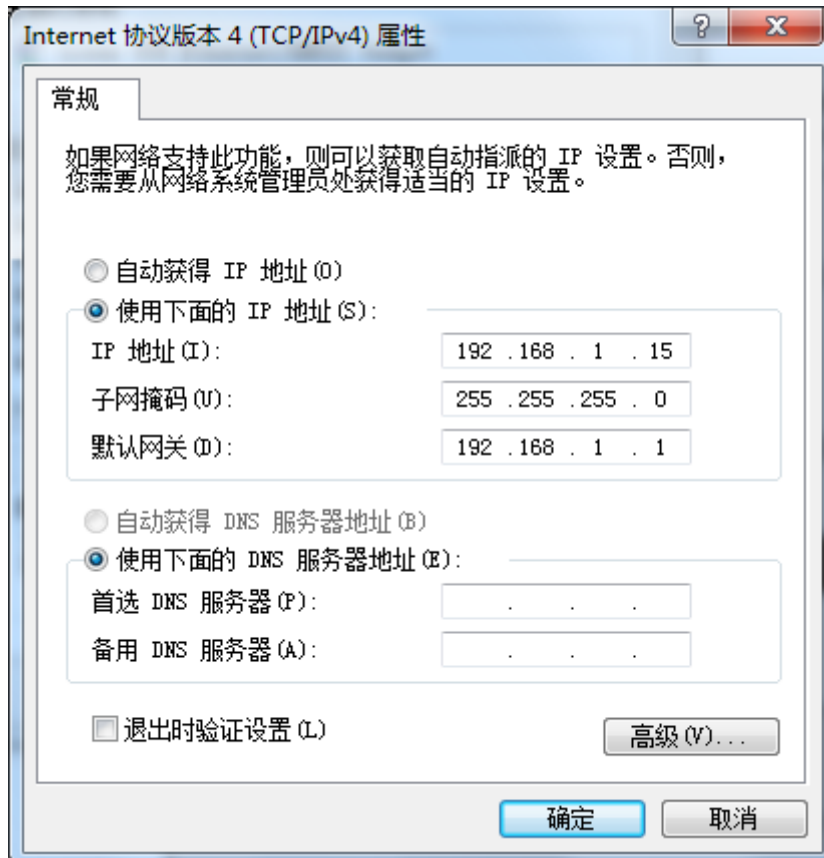 Internet 协议版本 4 (TCP/IPv4) 属性
常规
如果网络支持此功能，则可以获取自动指派的 IP 设置。否则，
您需要从网络系统管理员处获得适当的 IP 设置。
自动获得 IP 地址(O)
使用下面的 IP 地址(S):
IP 地址(I): 192 .168 . 1 . 15
子网掩码(U): 255 .255 .255 . 0
默认网关(D): 192 .168 . 1 . 1
自动获得 DNS 服务器地址(B)
使用下面的 DNS 服务器地址(E):
首选 DNS 服务器(P): . . .
备用 DNS 服务器(A): . . .
退出时验证设置(L)
高级(V)...
确定 取消